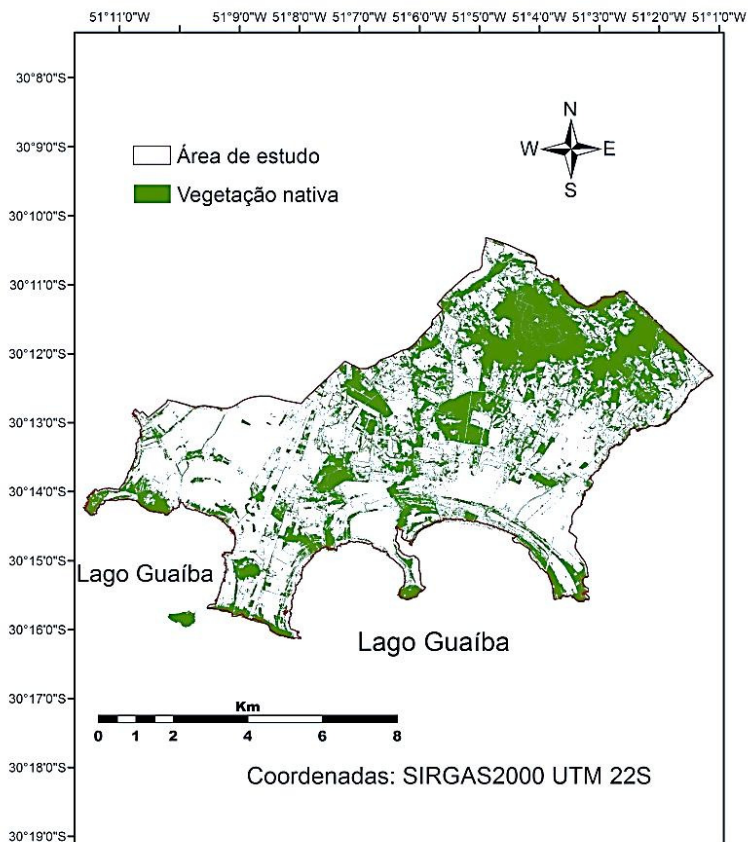 51°11'0"W 51°9'0"W 51°8'0"W 51°7'0"W 51°6'0"W 51°5'0"W 51°4'0"W 51°3'0"W 51°2'0"W 51°1'0"W
30°8'0"S
N
30°9'0"S
W E
Área de estudo
S
Vegetação nativa
30°10'0"S
30°11'0"S
30°12'0"S
30°13'0"S
30°14'0"S
30°15'0"S
Lago Guaíba
30°16'0"S
Lago Guaíba
30°17'0"S
Km
0 1 2 4 6 8
30°18'0"S
Coordenadas: SIRGAS2000 UTM 22S
30°19'0"S